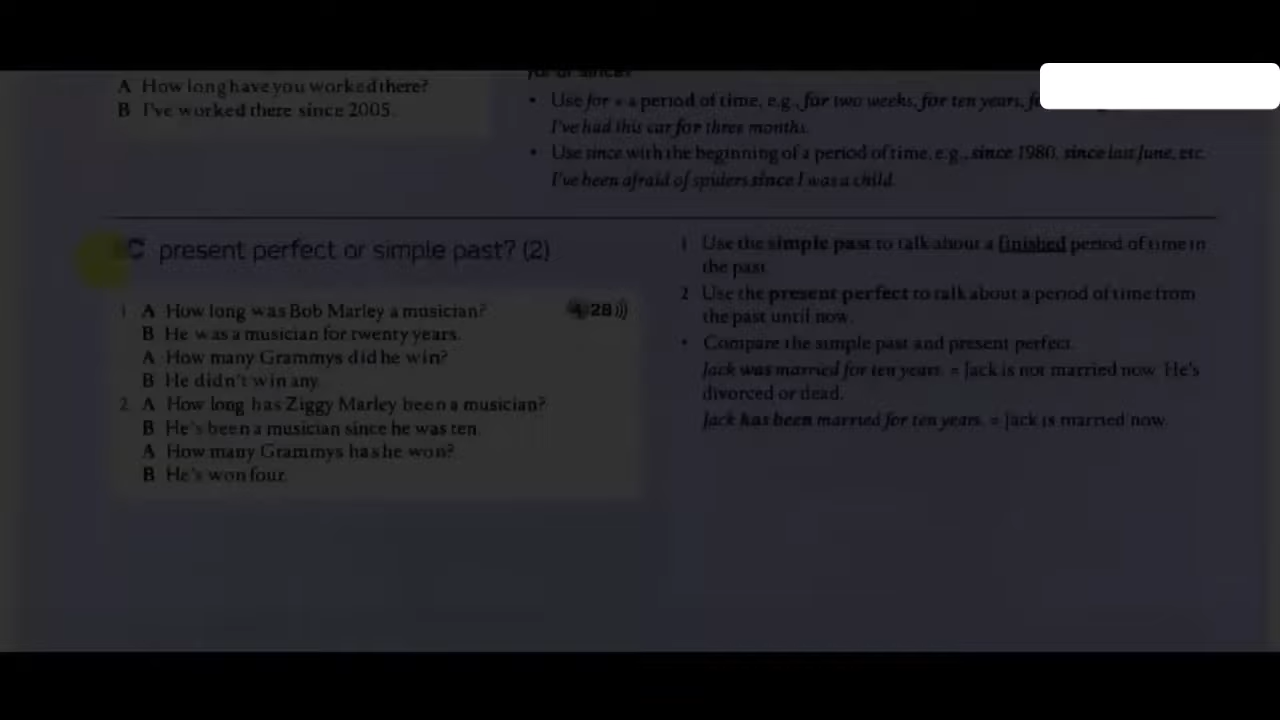 A How long have you worked there?
B I've worked there since 2005.
for or since?
• Use for + a period of time, e.g., for two weeks, for ten years,
I've had this car for three months.
• Use since with the beginning of a period of time, e.g., since 1980, since last June, etc.
I've been afraid of spiders since I was a child.
C present perfect or simple past? (2)
1 A How long was Bob Marley a musician?
B He was a musician for twenty years.
A How many Grammys did he win?
B He didn't win any.
2 A How long has Ziggy Marley been a musician?
B He's been a musician since he was ten.
A How many Grammys has he won?
B He's won four.
4 28))
1 Use the simple past to talk about a finished period of time in
the past.
2 Use the present perfect to talk about a period of time from
the past until now.
• Compare the simple past and present perfect.
Jack was married for ten years. = Jack is not married now. He's
divorced or dead.
Jack has been married for ten years. = Jack is married now.